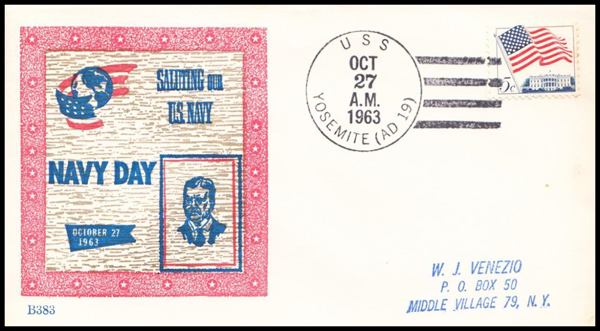 SALUTING OUR
U.S. NAVY
NAVY DAY
OCTOBER 27
1963
B383
USS
OCT
27
A.M.
1963
YOSEMITE (AD 19)
5c
W. J. VENEZIO
P. O. BOX 50
MIDDLE VILLAGE 79, N. Y.